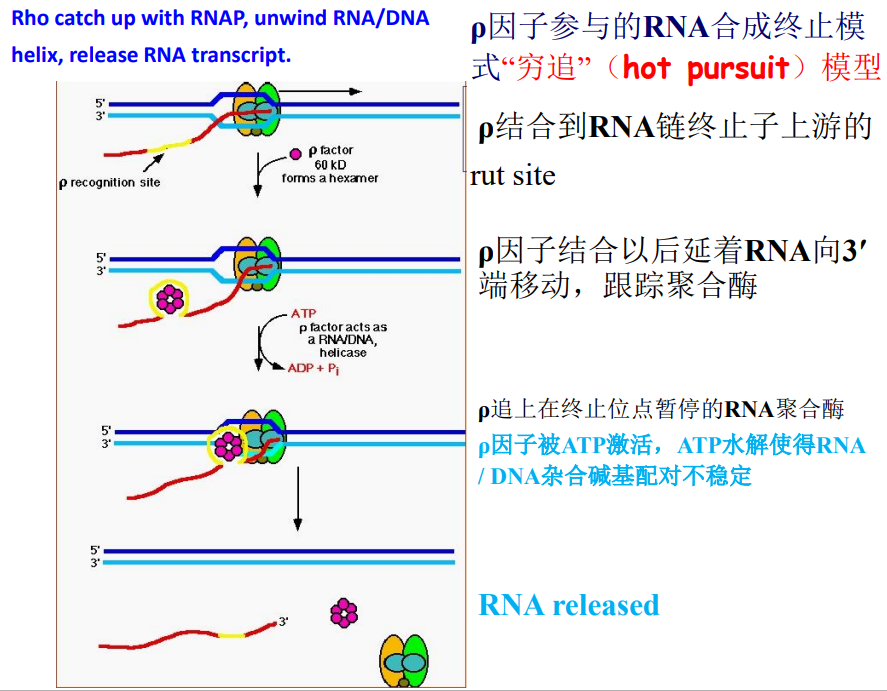 Rho catch up with RNAP, unwind RNA/DNA
helix, release RNA transcript.
ρ因子参与的RNA合成终止模
式“穷追”（hot pursuit）模型
5'
3'
ρ recognition site
ρ factor
60 kD
forms a hexamer
ρ结合到RNA链终止子上游的
rut site
5'
3'
ATP
ρ factor acts as
a RNA/DNA,
helicase
ADP + Pi
ρ因子结合以后延着RNA向3′
端移动，跟踪聚合酶
5'
3'
ρ追上在终止位点暂停的RNA聚合酶
ρ因子被ATP激活，ATP水解使得RNA
/ DNA杂合碱基配对不稳定
5'
3'
3'
RNA released